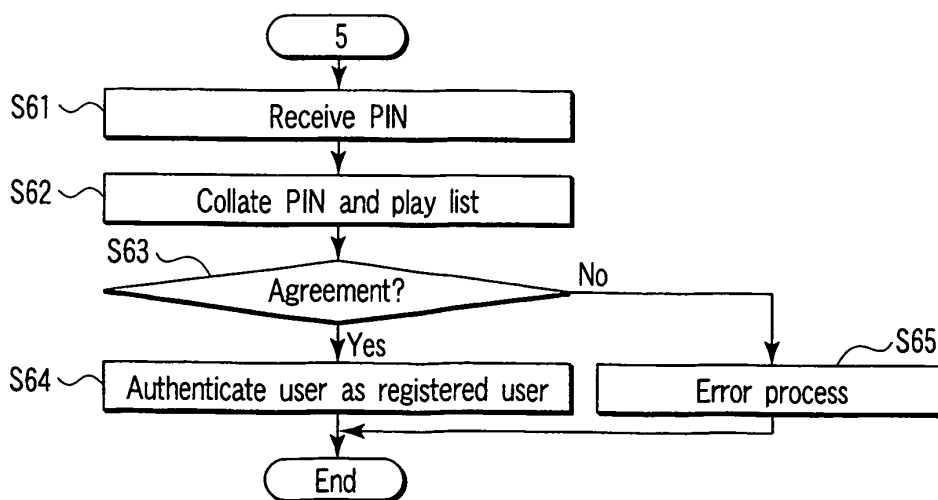 5
S61
Receive PIN
S62
Collate PIN and play list
S63
Agreement?
No
Yes
S65
S64
Authenticate user as registered user
Error process
End